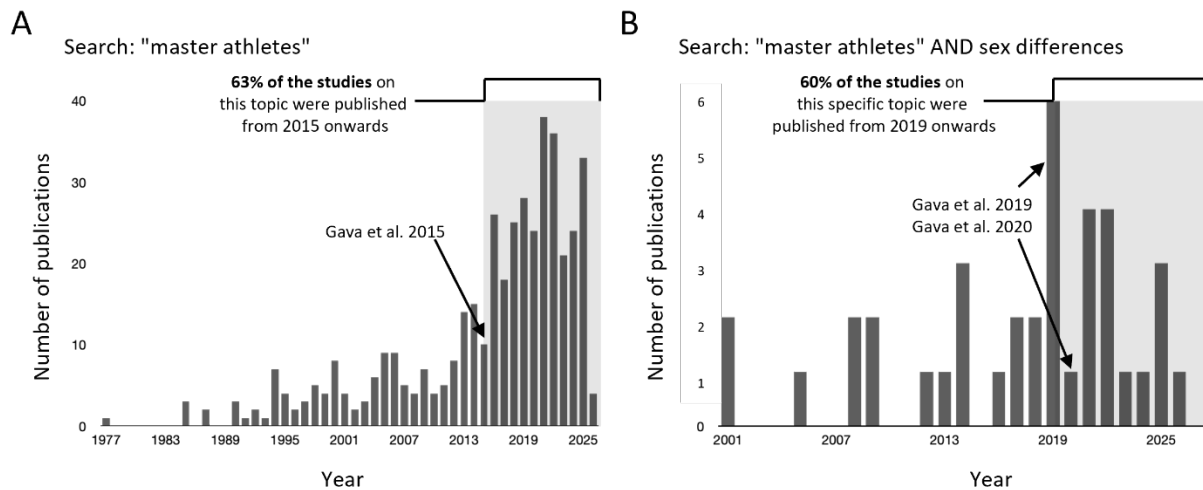 A
Search: "master athletes"
63% of the studies on
this topic were published
from 2015 onwards
40
30
20
10
0
Number of publications
Gava et al. 2015
1977
1983
1989
1995
2001
2007
2013
2019
2025
Year
B
Search: "master athletes" AND sex differences
60% of the studies on
this specific topic were
published from 2019 onwards
6
5
4
3
2
1
0
Number of publications
Gava et al. 2019
Gava et al. 2020
2001
2007
2013
2019
2025
Year